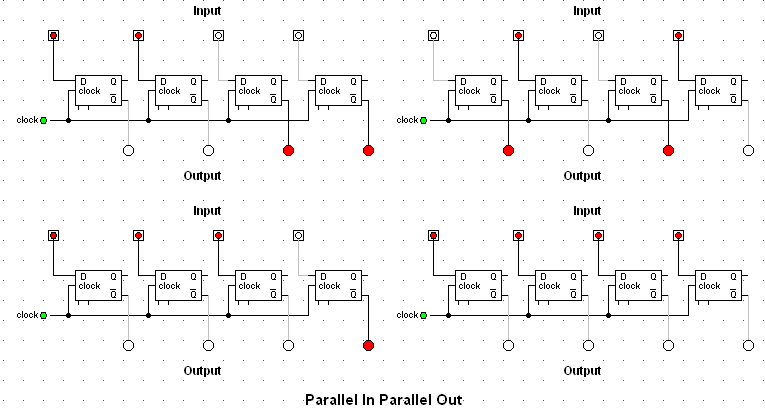 Input Input
D Q D Q D Q D Q D Q D Q D Q D Q
clock Q clock Q clock Q clock Q clock Q clock Q clock Q clock Q
clock clock
Output Output
Input Input
D Q D Q D Q D Q D Q D Q D Q D Q
clock Q clock Q clock Q clock Q clock Q clock Q clock Q clock Q
clock clock
Output Output
Parallel In Parallel Out